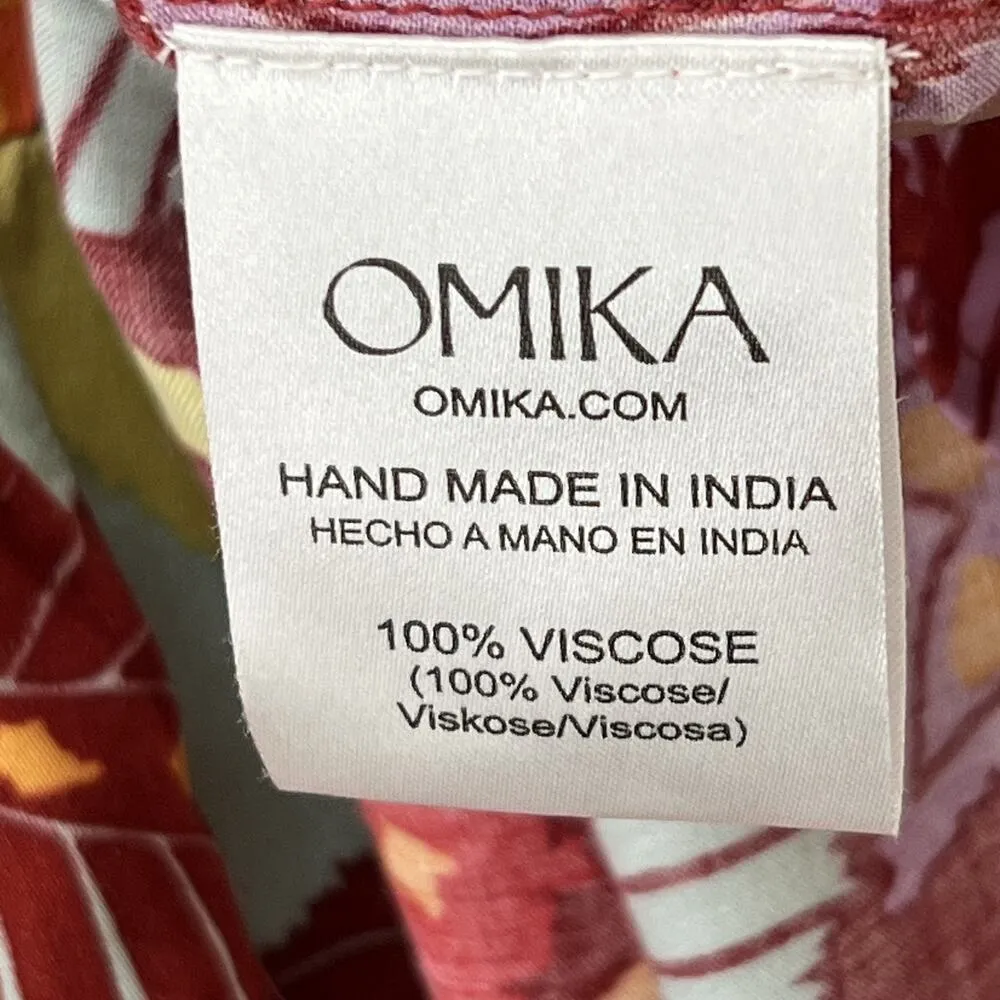 OMIKA
OMIKA.COM
HAND MADE IN INDIA
HECHO A MANO EN INDIA
100% VISCOSE
(100% Viscose/
Viskose/Viscosa)